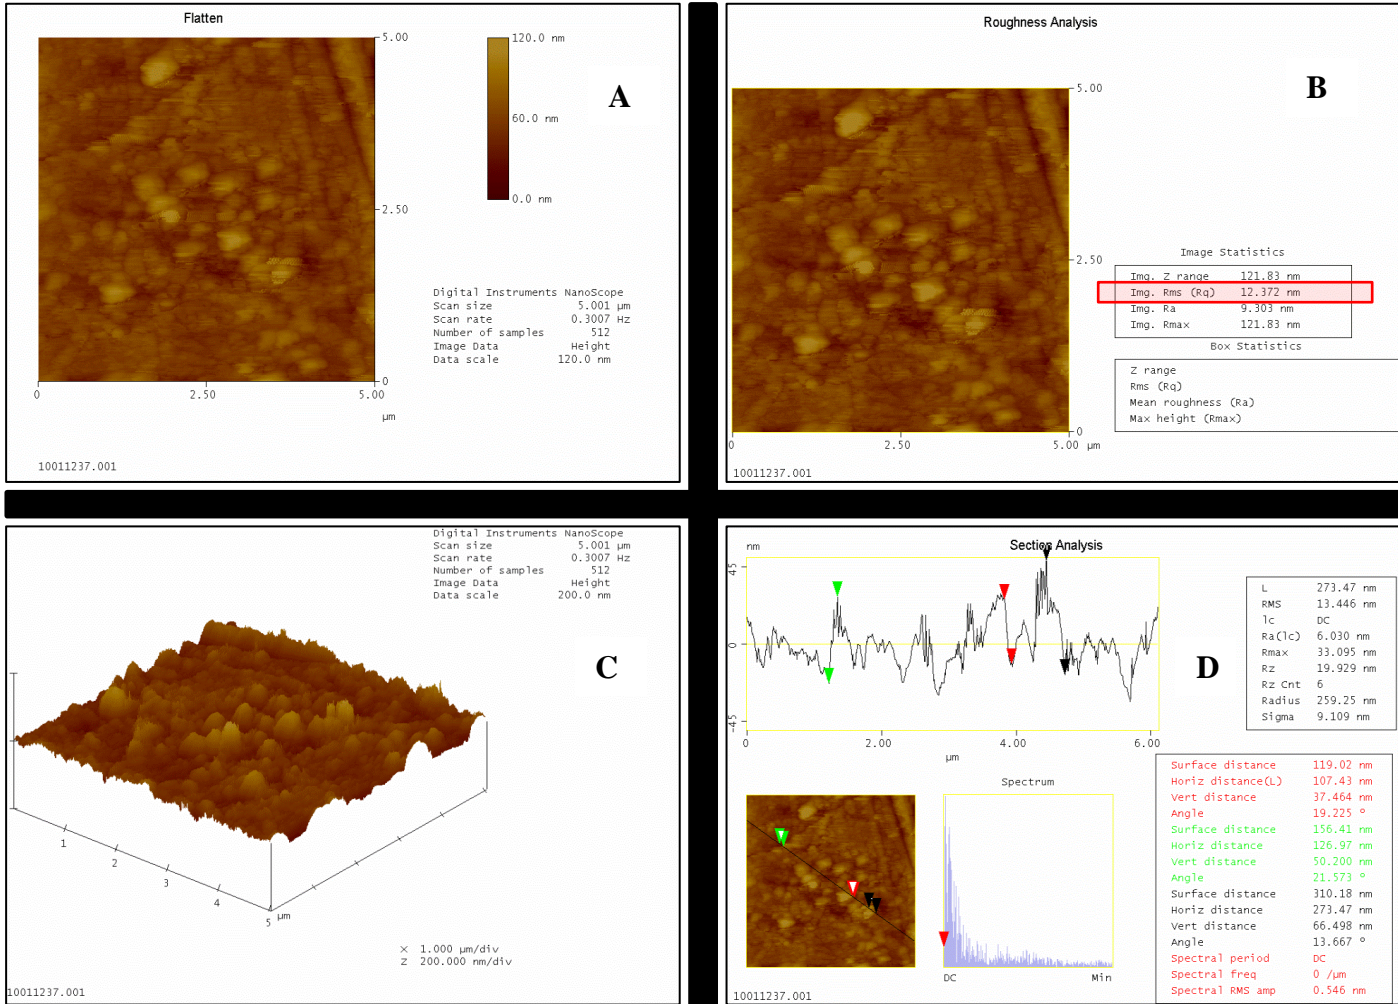 Flatten
5.00
120.0 nm
A
60.0 nm
0.0 nm
2.50
Digital Instruments NanoScope
Scan size 5.001 µm
Scan rate 0.3007 Hz
Number of samples 512
Image Data Height
Data scale 120.0 nm
0
0 2.50 5.00
µm
10011237.001
Roughness Analysis
B
5.00
2.50
Image Statistics
Img. Z range 121.83 nm
Img. Rms (Rq) 12.372 nm
Img. Ra 9.303 nm
Img. Rmax 121.83 nm
Box Statistics
Z range
Rms (Rq)
Mean roughness (Ra)
Max height (Rmax)
0
0 2.50 5.00 µm
10011237.001
Digital Instruments NanoScope
Scan size 5.001 µm
Scan rate 0.3007 Hz
Number of samples 512
Image Data Height
Data scale 200.0 nm
C
1
2
3
4
5 µm
X 1.000 µm/div
Z 200.000 nm/div
10011237.001
Section Analysis
nm
45
0
-45
0 2.00 4.00 6.00
µm
D
L 273.47 nm
RMS 13.446 nm
lc DC
Ra(lc) 6.030 nm
Rmax 33.095 nm
Rz 19.929 nm
Rz Cnt 6
Radius 259.25 nm
Sigma 9.109 nm
Spectrum
DC Min
Surface distance 119.02 nm
Horiz distance(L) 107.43 nm
Vert distance 37.464 nm
Angle 19.225 °
Surface distance 156.41 nm
Horiz distance 126.97 nm
Vert distance 50.200 nm
Angle 21.573 °
Surface distance 310.18 nm
Horiz distance 273.47 nm
Vert distance 66.498 nm
Angle 13.667 °
Spectral period DC
Spectral freq 0 /µm
Spectral RMS amp 0.546 nm
10011237.001